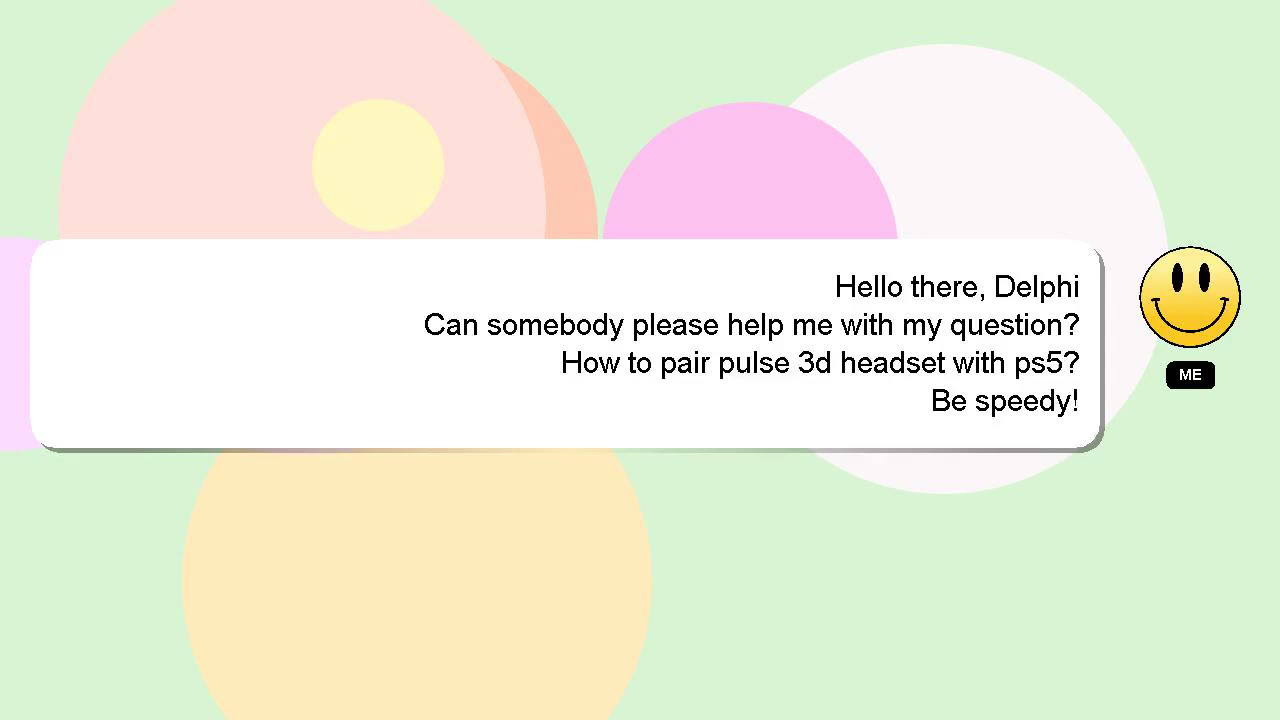 Hello there, Delphi
Can somebody please help me with my question?
How to pair pulse 3d headset with ps5?
Be speedy!
ME